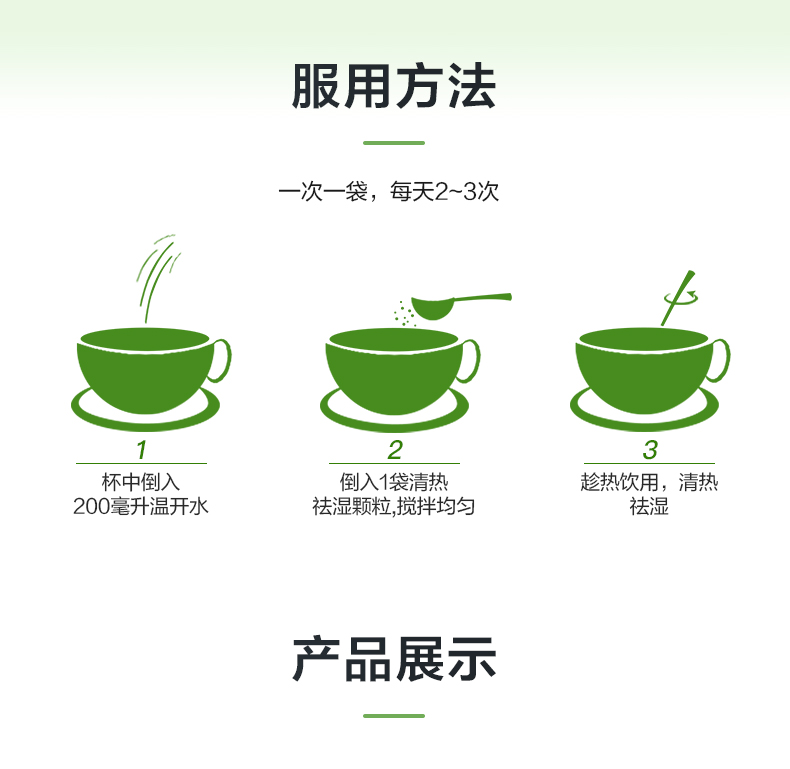 服用方法
一次一袋，每天2~3次
1
杯中倒入
200毫升温开水
2
倒入1袋清热
祛湿颗粒,搅拌均匀
3
趁热饮用，清热
祛湿
产品展示